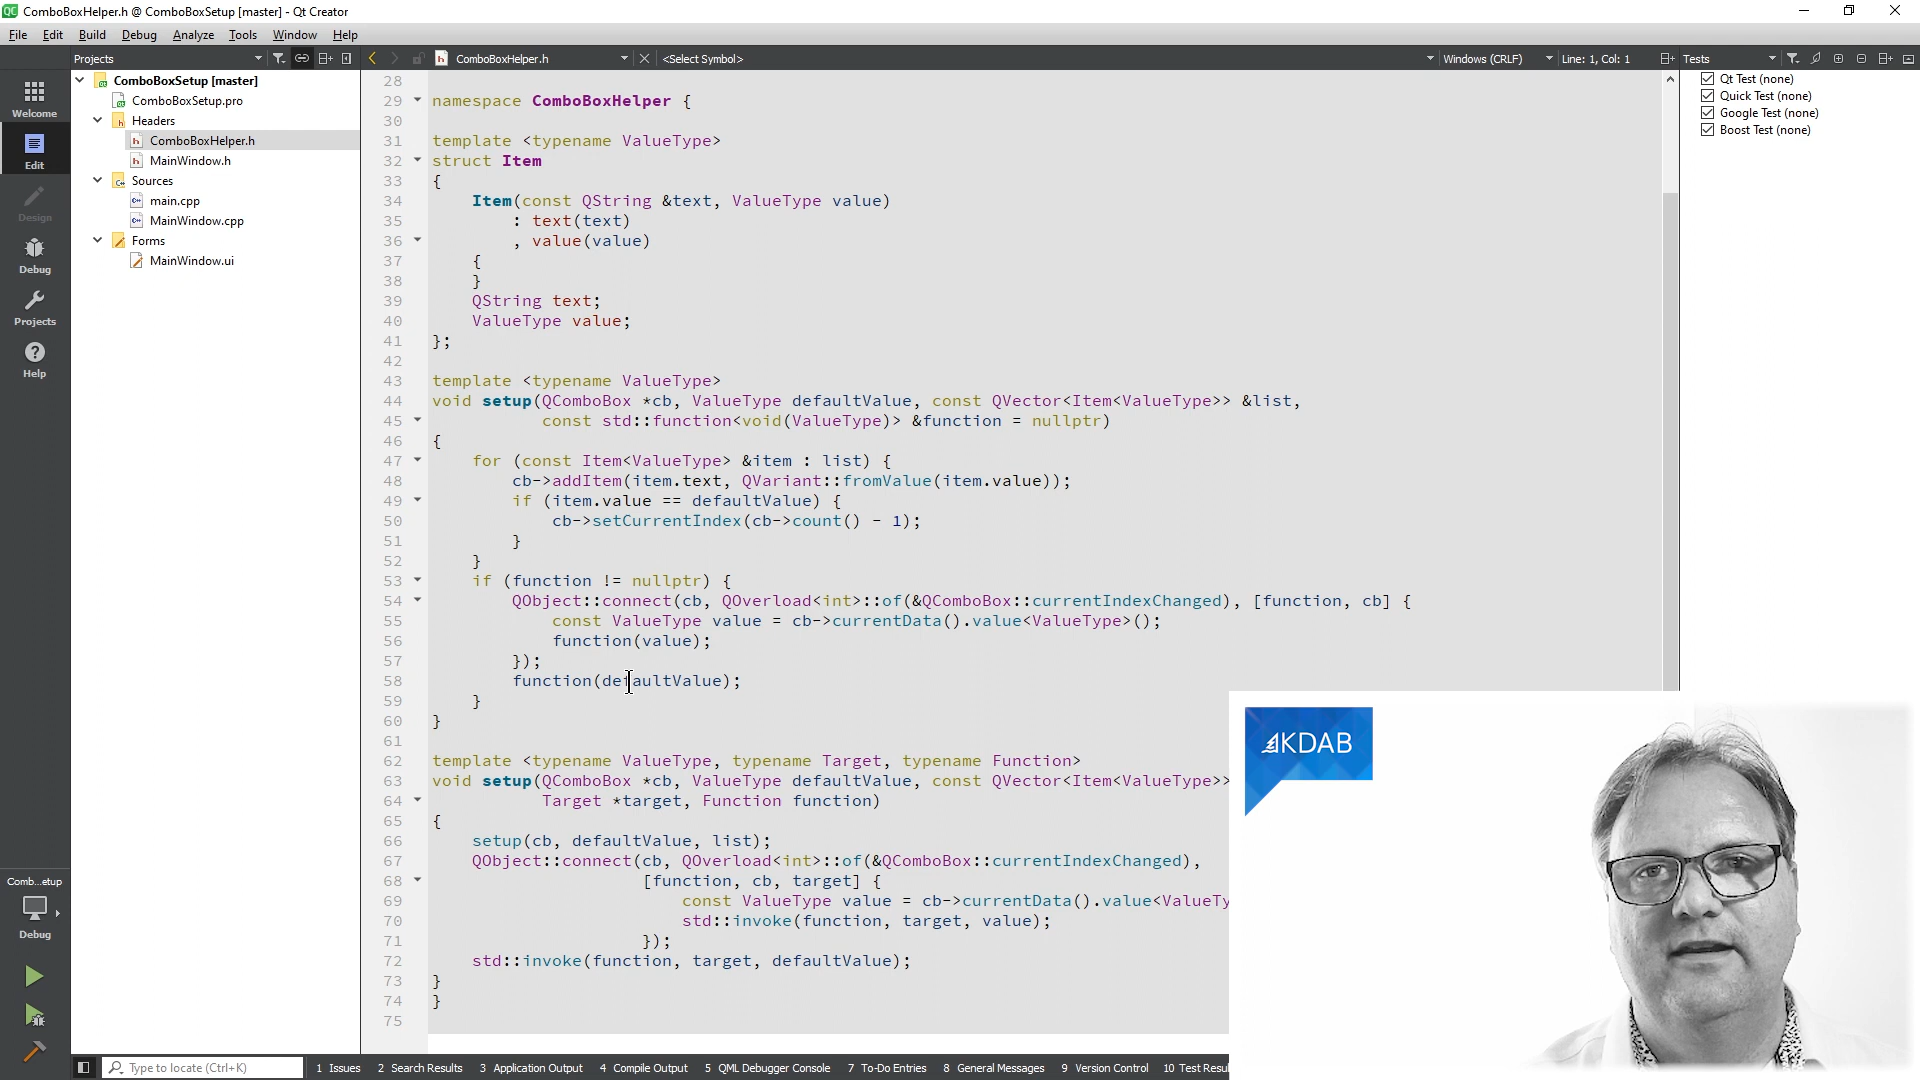 ComboBoxHelper.h @ ComboBoxSetup [master] - Qt Creator
File Edit Build Debug Analyze Tools Window Help
Projects
ComboBoxHelper.h
<Select Symbol>
Windows (CRLF)
Line: 1, Col: 1
Tests
Welcome
Edit
Design
Debug
Projects
Help
Comb...etup
Debug
ComboBoxSetup [master]
ComboBoxSetup.pro
Headers
ComboBoxHelper.h
MainWindow.h
Sources
main.cpp
MainWindow.cpp
Forms
MainWindow.ui
28
29 namespace ComboBoxHelper {
30
31 template <typename ValueType>
32 struct Item
33 {
34     Item(const QString &text, ValueType value)
35         : text(text)
36         , value(value)
37     {
38     }
39     QString text;
40     ValueType value;
41 };
42
43 template <typename ValueType>
44 void setup(QComboBox *cb, ValueType defaultValue, const QVector<Item<ValueType>> &list,
45            const std::function<void(ValueType)> &function = nullptr)
46 {
47     for (const Item<ValueType> &item : list) {
48         cb->addItem(item.text, QVariant::fromValue(item.value));
49         if (item.value == defaultValue) {
50             cb->setCurrentIndex(cb->count() - 1);
51         }
52     }
53     if (function != nullptr) {
54         QObject::connect(cb, QOverload<int>::of(&QComboBox::currentIndexChanged), [function, cb] {
55             const ValueType value = cb->currentData().value<ValueType>();
56             function(value);
57         });
58         function(defaultValue);
59     }
60 }
61
62 template <typename ValueType, typename Target, typename Function>
63 void setup(QComboBox *cb, ValueType defaultValue, const QVector<Item<ValueType>>
64            Target *target, Function function)
65 {
66     setup(cb, defaultValue, list);
67     QObject::connect(cb, QOverload<int>::of(&QComboBox::currentIndexChanged),
68                      [function, cb, target] {
69                          const ValueType value = cb->currentData().value<ValueTy
70                          std::invoke(function, target, value);
71                      });
72     std::invoke(function, target, defaultValue);
73 }
74 }
75
Qt Test (none)
Quick Test (none)
Google Test (none)
Boost Test (none)
KDAB
Type to locate (Ctrl+K)
1 Issues 2 Search Results 3 Application Output 4 Compile Output 5 QML Debugger Console 7 To-Do Entries 8 General Messages 9 Version Control 10 Test Resul